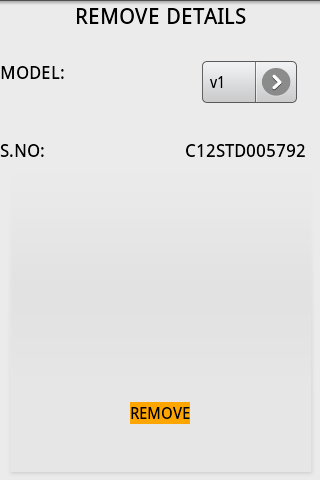 REMOVE DETAILS
MODEL: v1
S.NO: C12STD005792
REMOVE